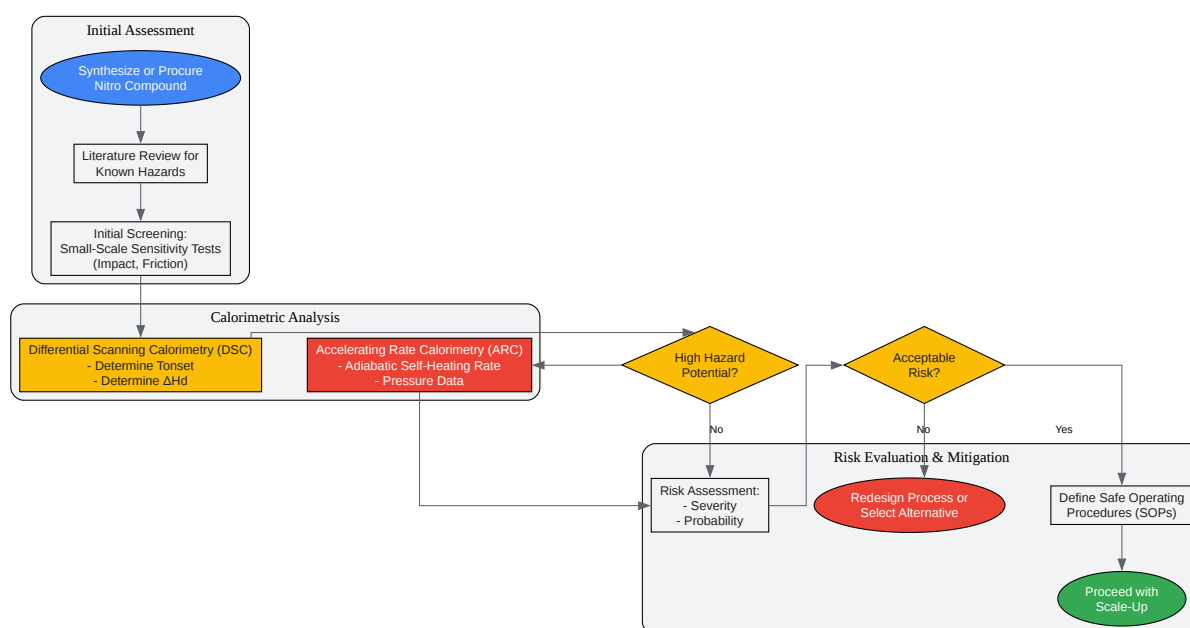 Initial Assessment
Synthesize or Procure
Nitro Compound
Literature Review for
Known Hazards
Initial Screening:
Small-Scale Sensitivity Tests
(Impact, Friction)
Calorimetric Analysis
Differential Scanning Calorimetry (DSC)
- Determine Tonset
- Determine ΔHd
Accelerating Rate Calorimetry (ARC)
- Adiabatic Self-Heating Rate
- Pressure Data
High Hazard
Potential?
Acceptable
Risk?
No
No
Yes
Risk Evaluation & Mitigation
Risk Assessment:
- Severity
- Probability
Redesign Process or
Select Alternative
Define Safe Operating
Procedures (SOPs)
Proceed with
Scale-Up